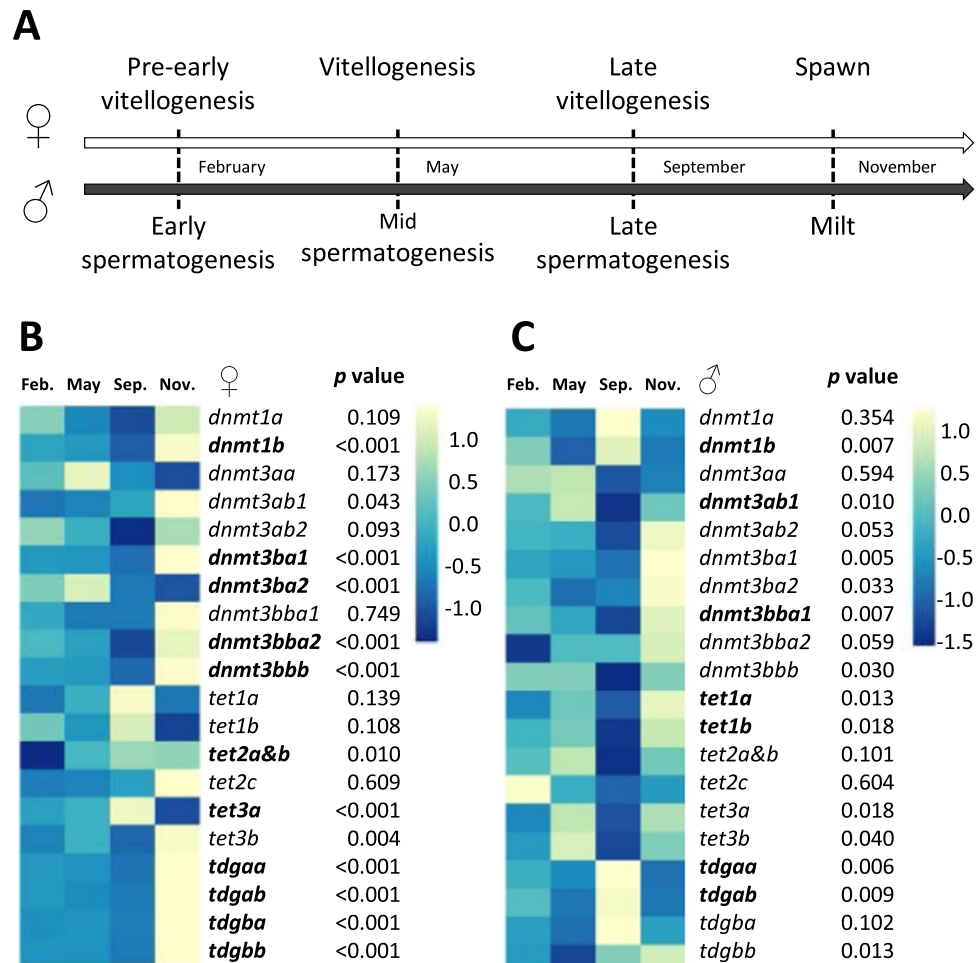 A
Pre-early
vitellogenesis
Vitellogenesis
Late
vitellogenesis
Spawn
♀
February
May
September
November
♂
Early
spermatogenesis
Mid
spermatogenesis
Late
spermatogenesis
Milt
B
Feb. May Sep. Nov. ♀ p value
dnmt1a 0.109
dnmt1b <0.001
dnmt3aa 0.173
dnmt3ab1 0.043
dnmt3ab2 0.093
dnmt3ba1 <0.001
dnmt3ba2 <0.001
dnmt3bba1 0.749
dnmt3bba2 <0.001
dnmt3bbb <0.001
tet1a 0.139
tet1b 0.108
tet2a&b 0.010
tet2c 0.609
tet3a <0.001
tet3b 0.004
tdgaa <0.001
tdgab <0.001
tdgba <0.001
tdgbb <0.001
1.0
0.5
0.0
-0.5
-1.0
C
Feb. May Sep. Nov. ♂ p value
dnmt1a 0.354
dnmt1b 0.007
dnmt3aa 0.594
dnmt3ab1 0.010
dnmt3ab2 0.053
dnmt3ba1 0.005
dnmt3ba2 0.033
dnmt3bba1 0.007
dnmt3bba2 0.059
dnmt3bbb 0.030
tet1a 0.013
tet1b 0.018
tet2a&b 0.101
tet2c 0.604
tet3a 0.018
tet3b 0.040
tdgaa 0.006
tdgab 0.009
tdgba 0.102
tdgbb 0.013
1.0
0.5
0.0
-0.5
-1.0
-1.5